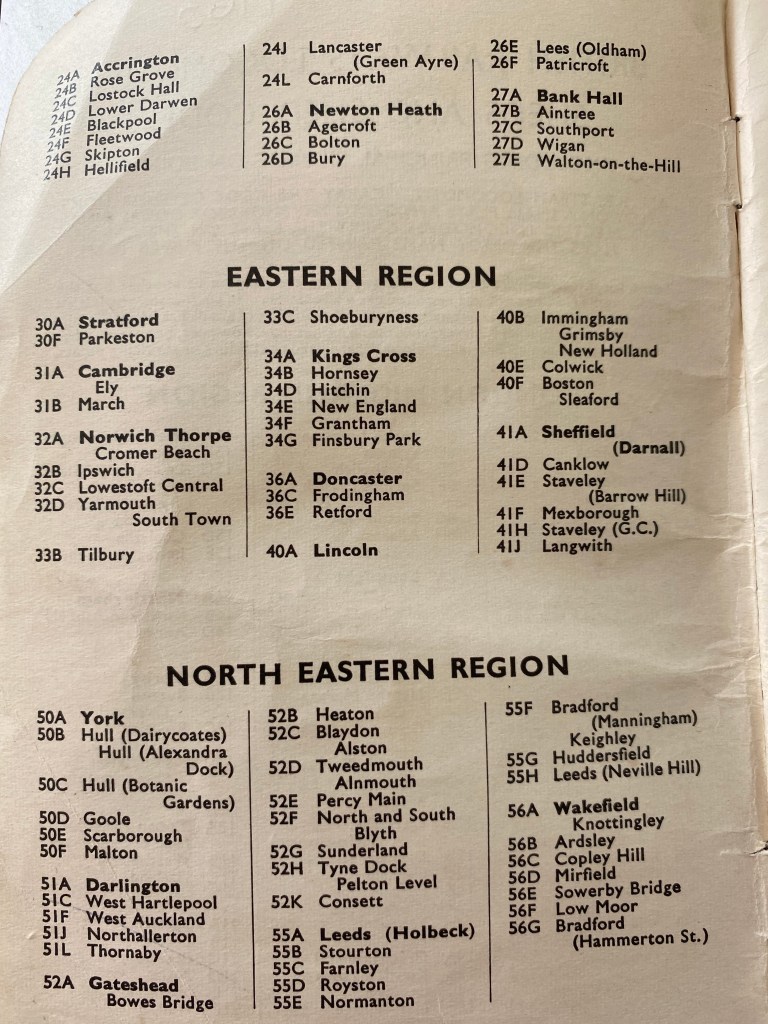 24A Accrington
24B Rose Grove
24C Lostock Hall
24D Lower Darwen
24E Blackpool
24F Fleetwood
24G Skipton
24H Hellifield
24J Lancaster
(Green Ayre)
24L Carnforth
26A Newton Heath
26B Agecroft
26C Bolton
26D Bury
26E Lees (Oldham)
26F Patricroft
27A Bank Hall
27B Aintree
27C Southport
27D Wigan
27E Walton-on-the-Hill
EASTERN REGION
30A Stratford
30F Parkeston
31A Cambridge
Ely
31B March
32A Norwich Thorpe
Cromer Beach
32B Ipswich
32C Lowestoft Central
32D Yarmouth
South Town
33B Tilbury
33C Shoeburyness
34A Kings Cross
34B Hornsey
34D Hitchin
34E New England
34F Grantham
34G Finsbury Park
36A Doncaster
36C Frodingham
36E Retford
40A Lincoln
40B Immingham
Grimsby
New Holland
40E Colwick
40F Boston
Sleaford
41A Sheffield
(Darnall)
41D Canklow
41E Staveley
(Barrow Hill)
41F Mexborough
41H Staveley (G.C.)
41J Langwith
NORTH EASTERN REGION
50A York
50B Hull (Dairycoates)
Hull (Alexandra
Dock)
50C Hull (Botanic
Gardens)
50D Goole
50E Scarborough
50F Malton
51A Darlington
51C West Hartlepool
51F West Auckland
51J Northallerton
51L Thornaby
52A Gateshead
Bowes Bridge
52B Heaton
52C Blaydon
Alston
52D Tweedmouth
Alnmouth
52E Percy Main
52F North and South
Blyth
52G Sunderland
52H Tyne Dock
Pelton Level
52K Consett
55A Leeds (Holbeck)
55B Stourton
55C Farnley
55D Royston
55E Normanton
55F Bradford
(Manningham)
Keighley
55G Huddersfield
55H Leeds (Neville Hill)
56A Wakefield
Knottingley
56B Ardsley
56C Copley Hill
56D Mirfield
56E Sowerby Bridge
56F Low Moor
56G Bradford
(Hammerton St.)